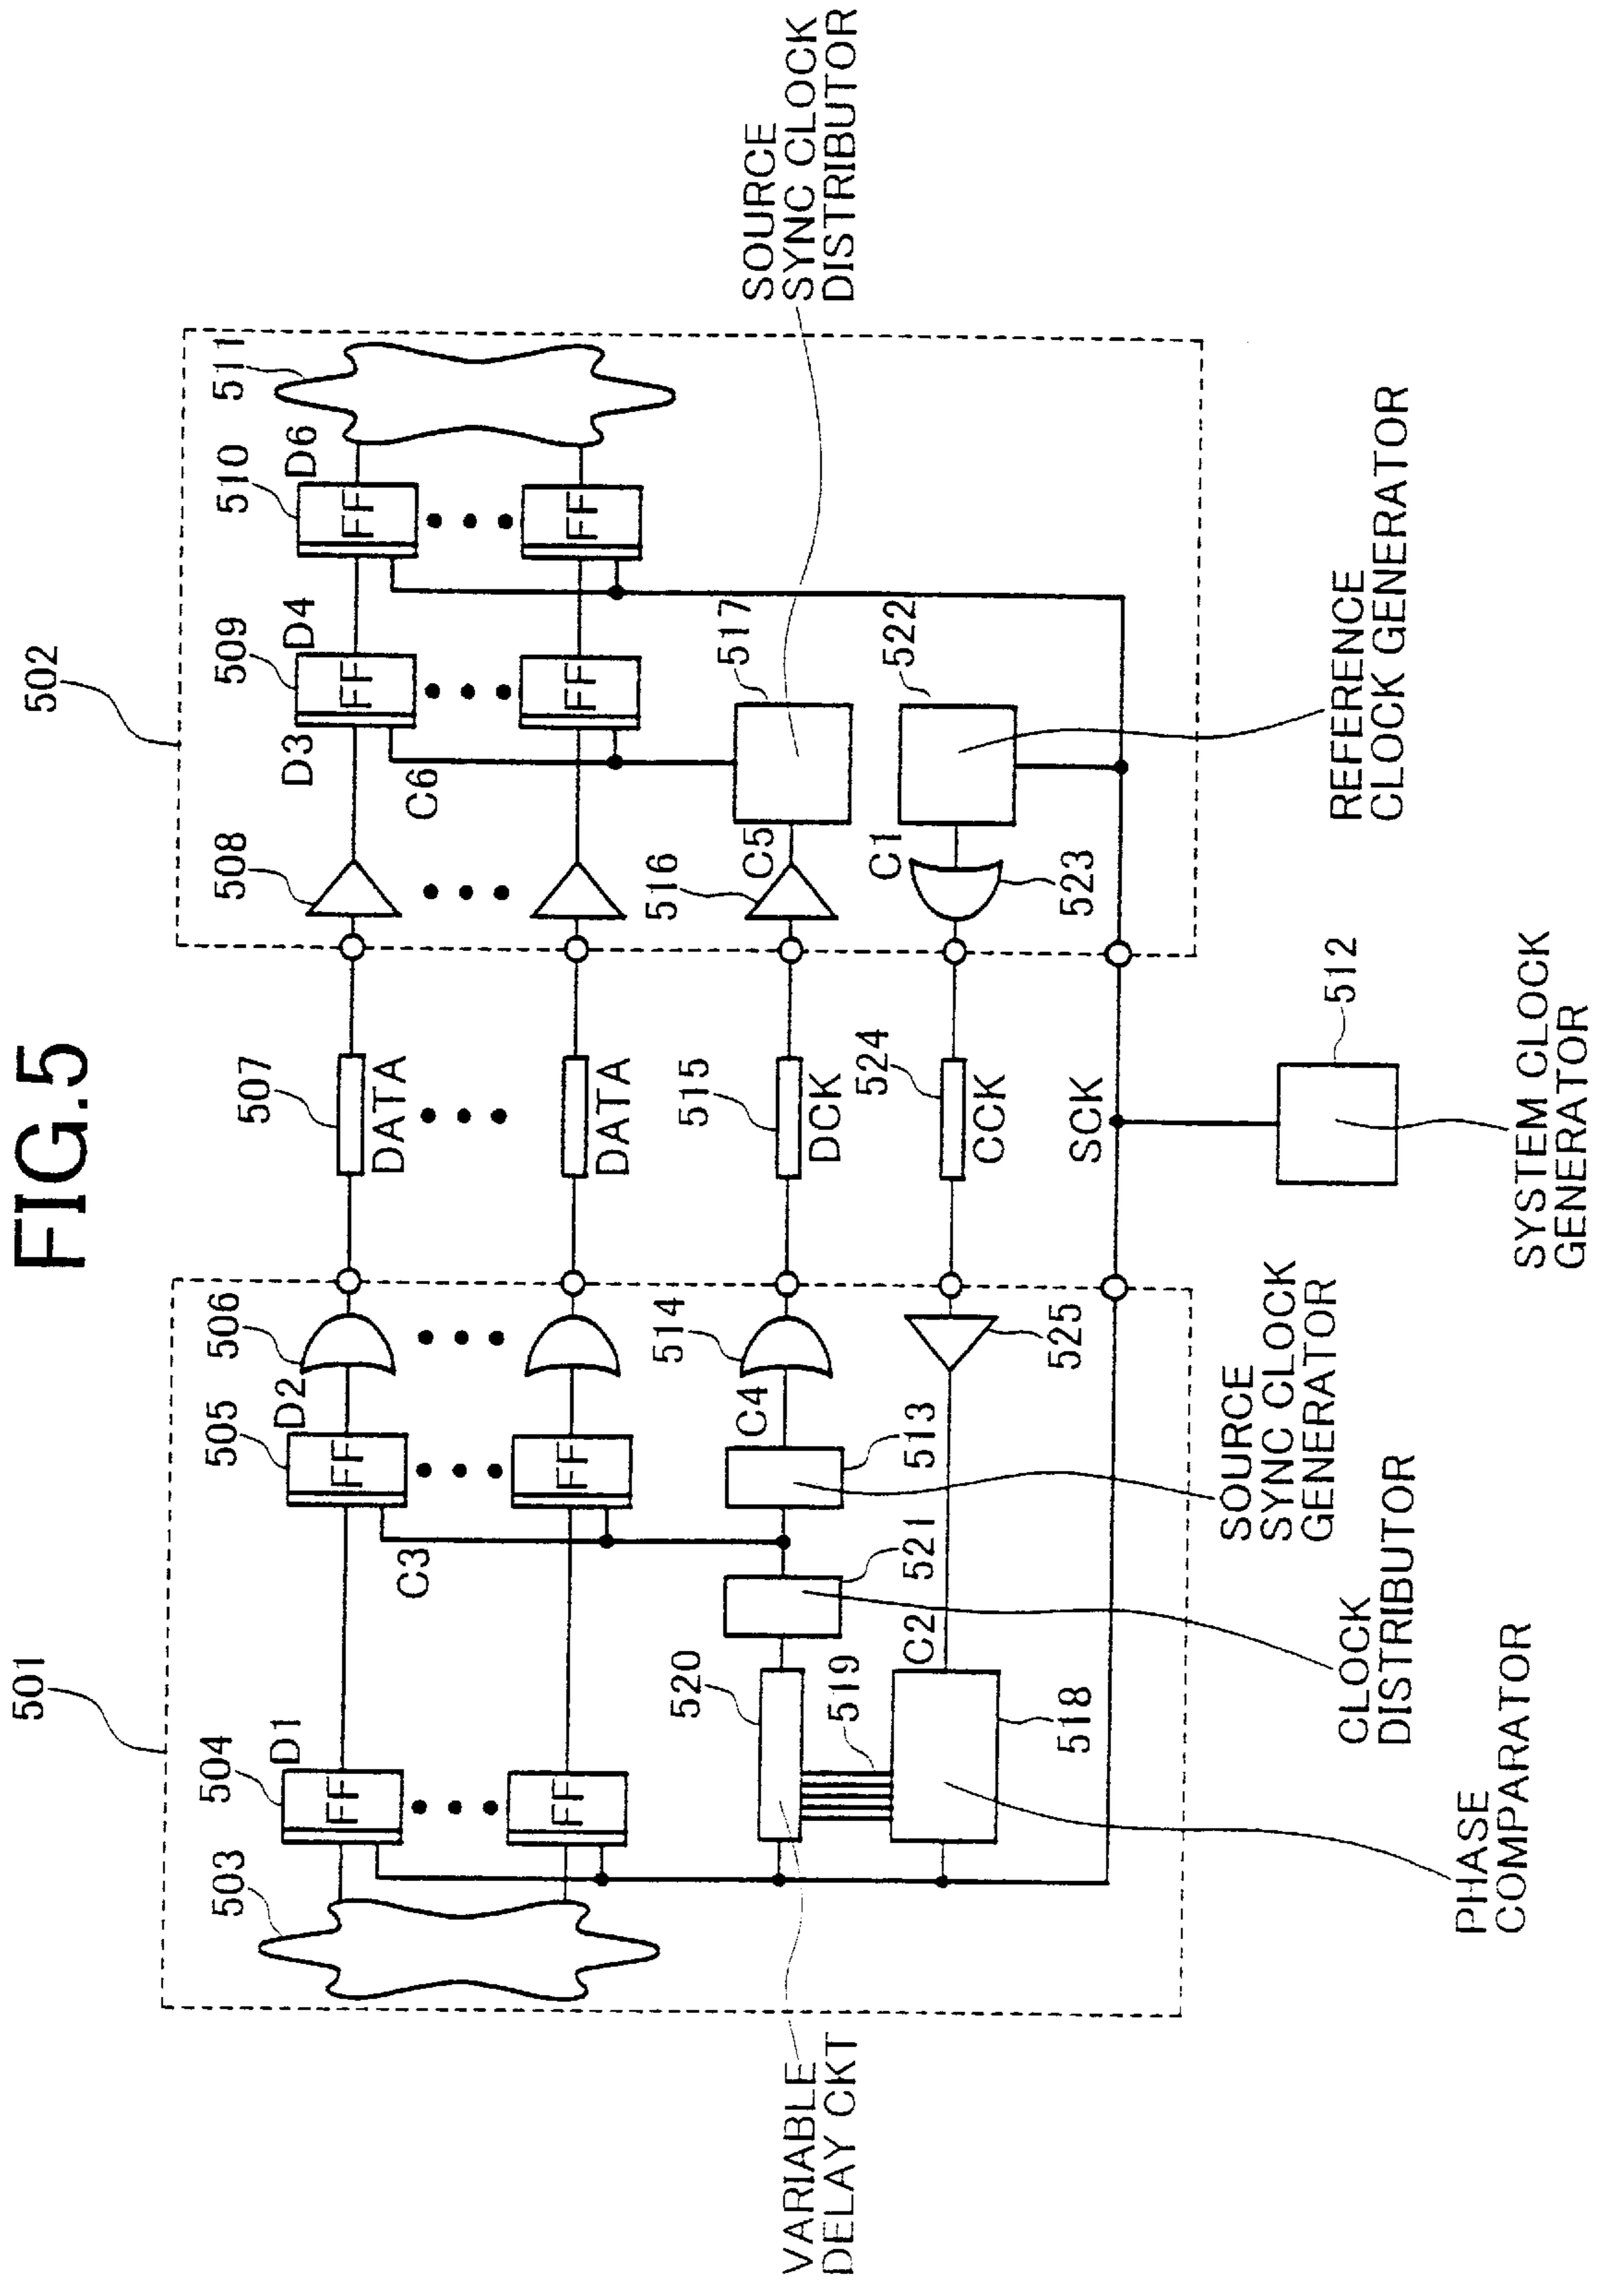 FIG.5
501
502
503
504
D1
505
D2
506
507
508
D3
509
D4
510
D6
511
FF
FF
FF
FF
DATA
FF
FF
FF
FF
DATA
C3
C6
520
521
C4
514
515
DCK
516
C5
517
513
519
C2
518
525
524
CCK
C1
523
522
SCK
512
VARIABLE
DELAY CKT
PHASE
COMPARATOR
CLOCK
DISTRIBUTOR
SOURCE
SYNC CLOCK
GENERATOR
SYSTEM CLOCK
GENERATOR
REFERENCE
CLOCK GENERATOR
SOURCE
SYNC CLOCK
DISTRIBUTOR